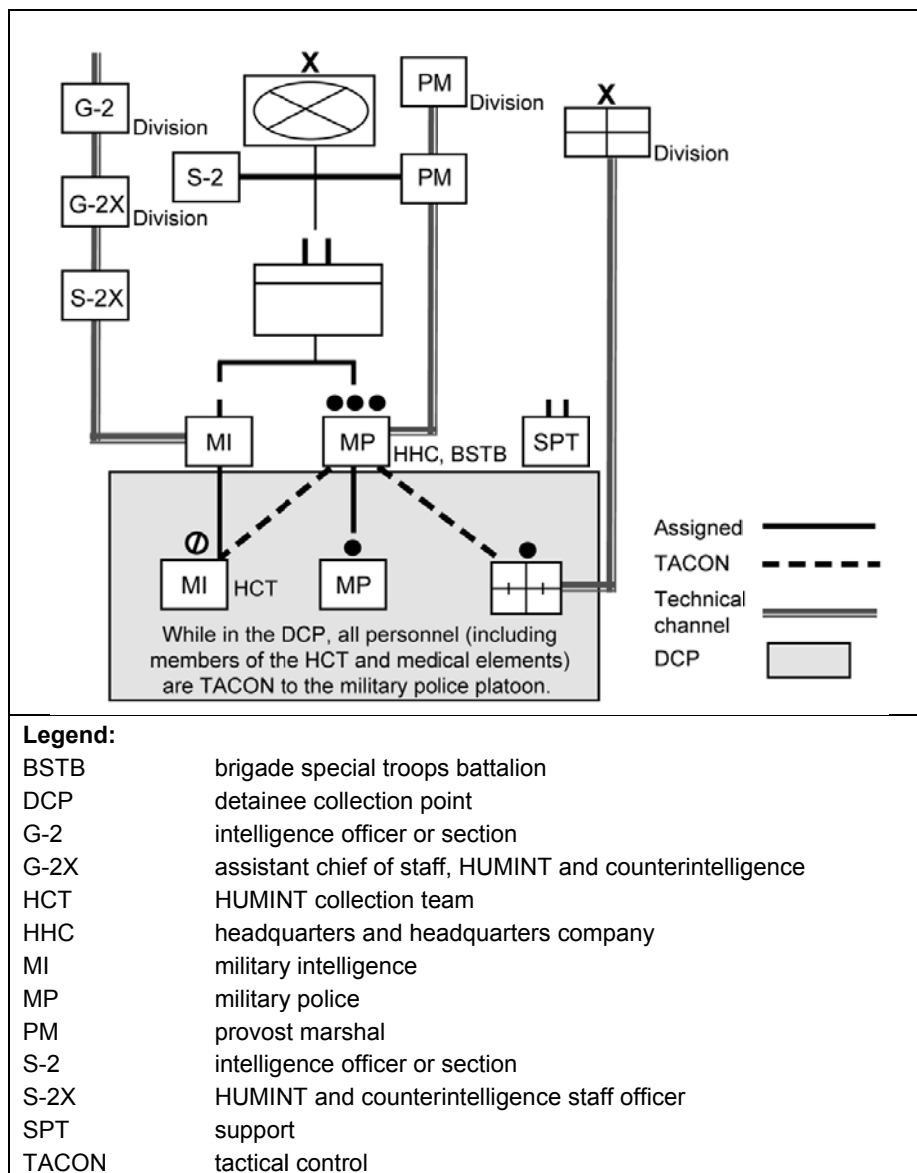 X
G-2
Division
PM
Division
X
Division
S-2
PM
G-2X
Division
S-2X
MI
MP
HHC, BSTB
SPT
MI
HCT
MP
While in the DCP, all personnel (including
members of the HCT and medical elements)
are TACON to the military police platoon.
Assigned
TACON
Technical
channel
DCP
Legend:
BSTB brigade special troops battalion
DCP detainee collection point
G-2 intelligence officer or section
G-2X assistant chief of staff, HUMINT and counterintelligence
HCT HUMINT collection team
HHC headquarters and headquarters company
MI military intelligence
MP military police
PM provost marshal
S-2 intelligence officer or section
S-2X HUMINT and counterintelligence staff officer
SPT support
TACON tactical control